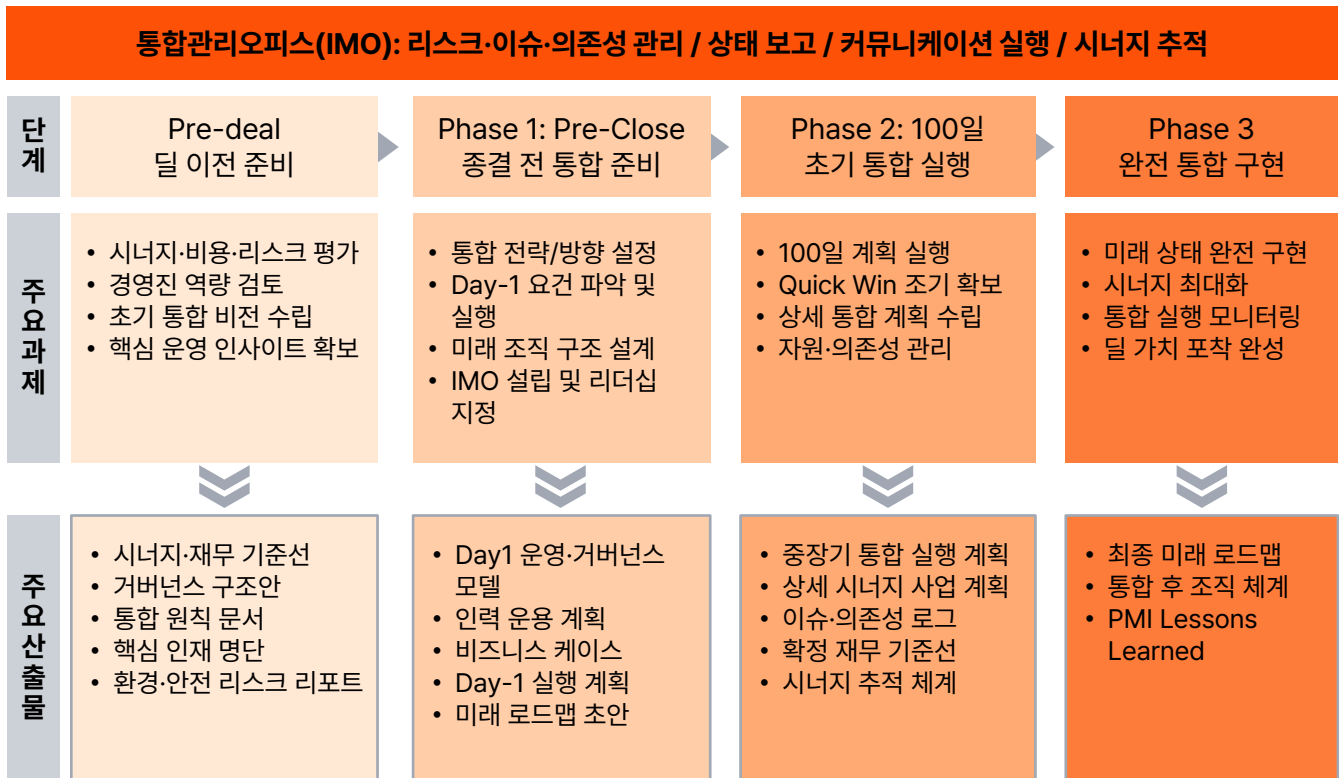 통합관리오피스(IMO): 리스크·이슈·의존성 관리 / 상태 보고 / 커뮤니케이션 실행 / 시너지 추적
단계
Pre-deal
딜 이전 준비
Phase 1: Pre-Close
종결 전 통합 준비
Phase 2: 100일
초기 통합 실행
Phase 3
완전 통합 구현
주요과제
• 시너지·비용·리스크 평가
• 경영진 역량 검토
• 초기 통합 비전 수립
• 핵심 운영 인사이트 확보
• 통합 전략/방향 설정
• Day-1 요건 파악 및
실행
• 미래 조직 구조 설계
• IMO 설립 및 리더십
지정
• 100일 계획 실행
• Quick Win 조기 확보
• 상세 통합 계획 수립
• 자원·의존성 관리
• 미래 상태 완전 구현
• 시너지 최대화
• 통합 실행 모니터링
• 딜 가치 포착 완성
주요산출물
• 시너지·재무 기준선
• 거버넌스 구조안
• 통합 원칙 문서
• 핵심 인재 명단
• 환경·안전 리스크 리포트
• Day1 운영·거버넌스
모델
• 인력 운용 계획
• 비즈니스 케이스
• Day-1 실행 계획
• 미래 로드맵 초안
• 중장기 통합 실행 계획
• 상세 시너지 사업 계획
• 이슈·의존성 로그
• 확정 재무 기준선
• 시너지 추적 체계
• 최종 미래 로드맵
• 통합 후 조직 체계
• PMI Lessons
Learned